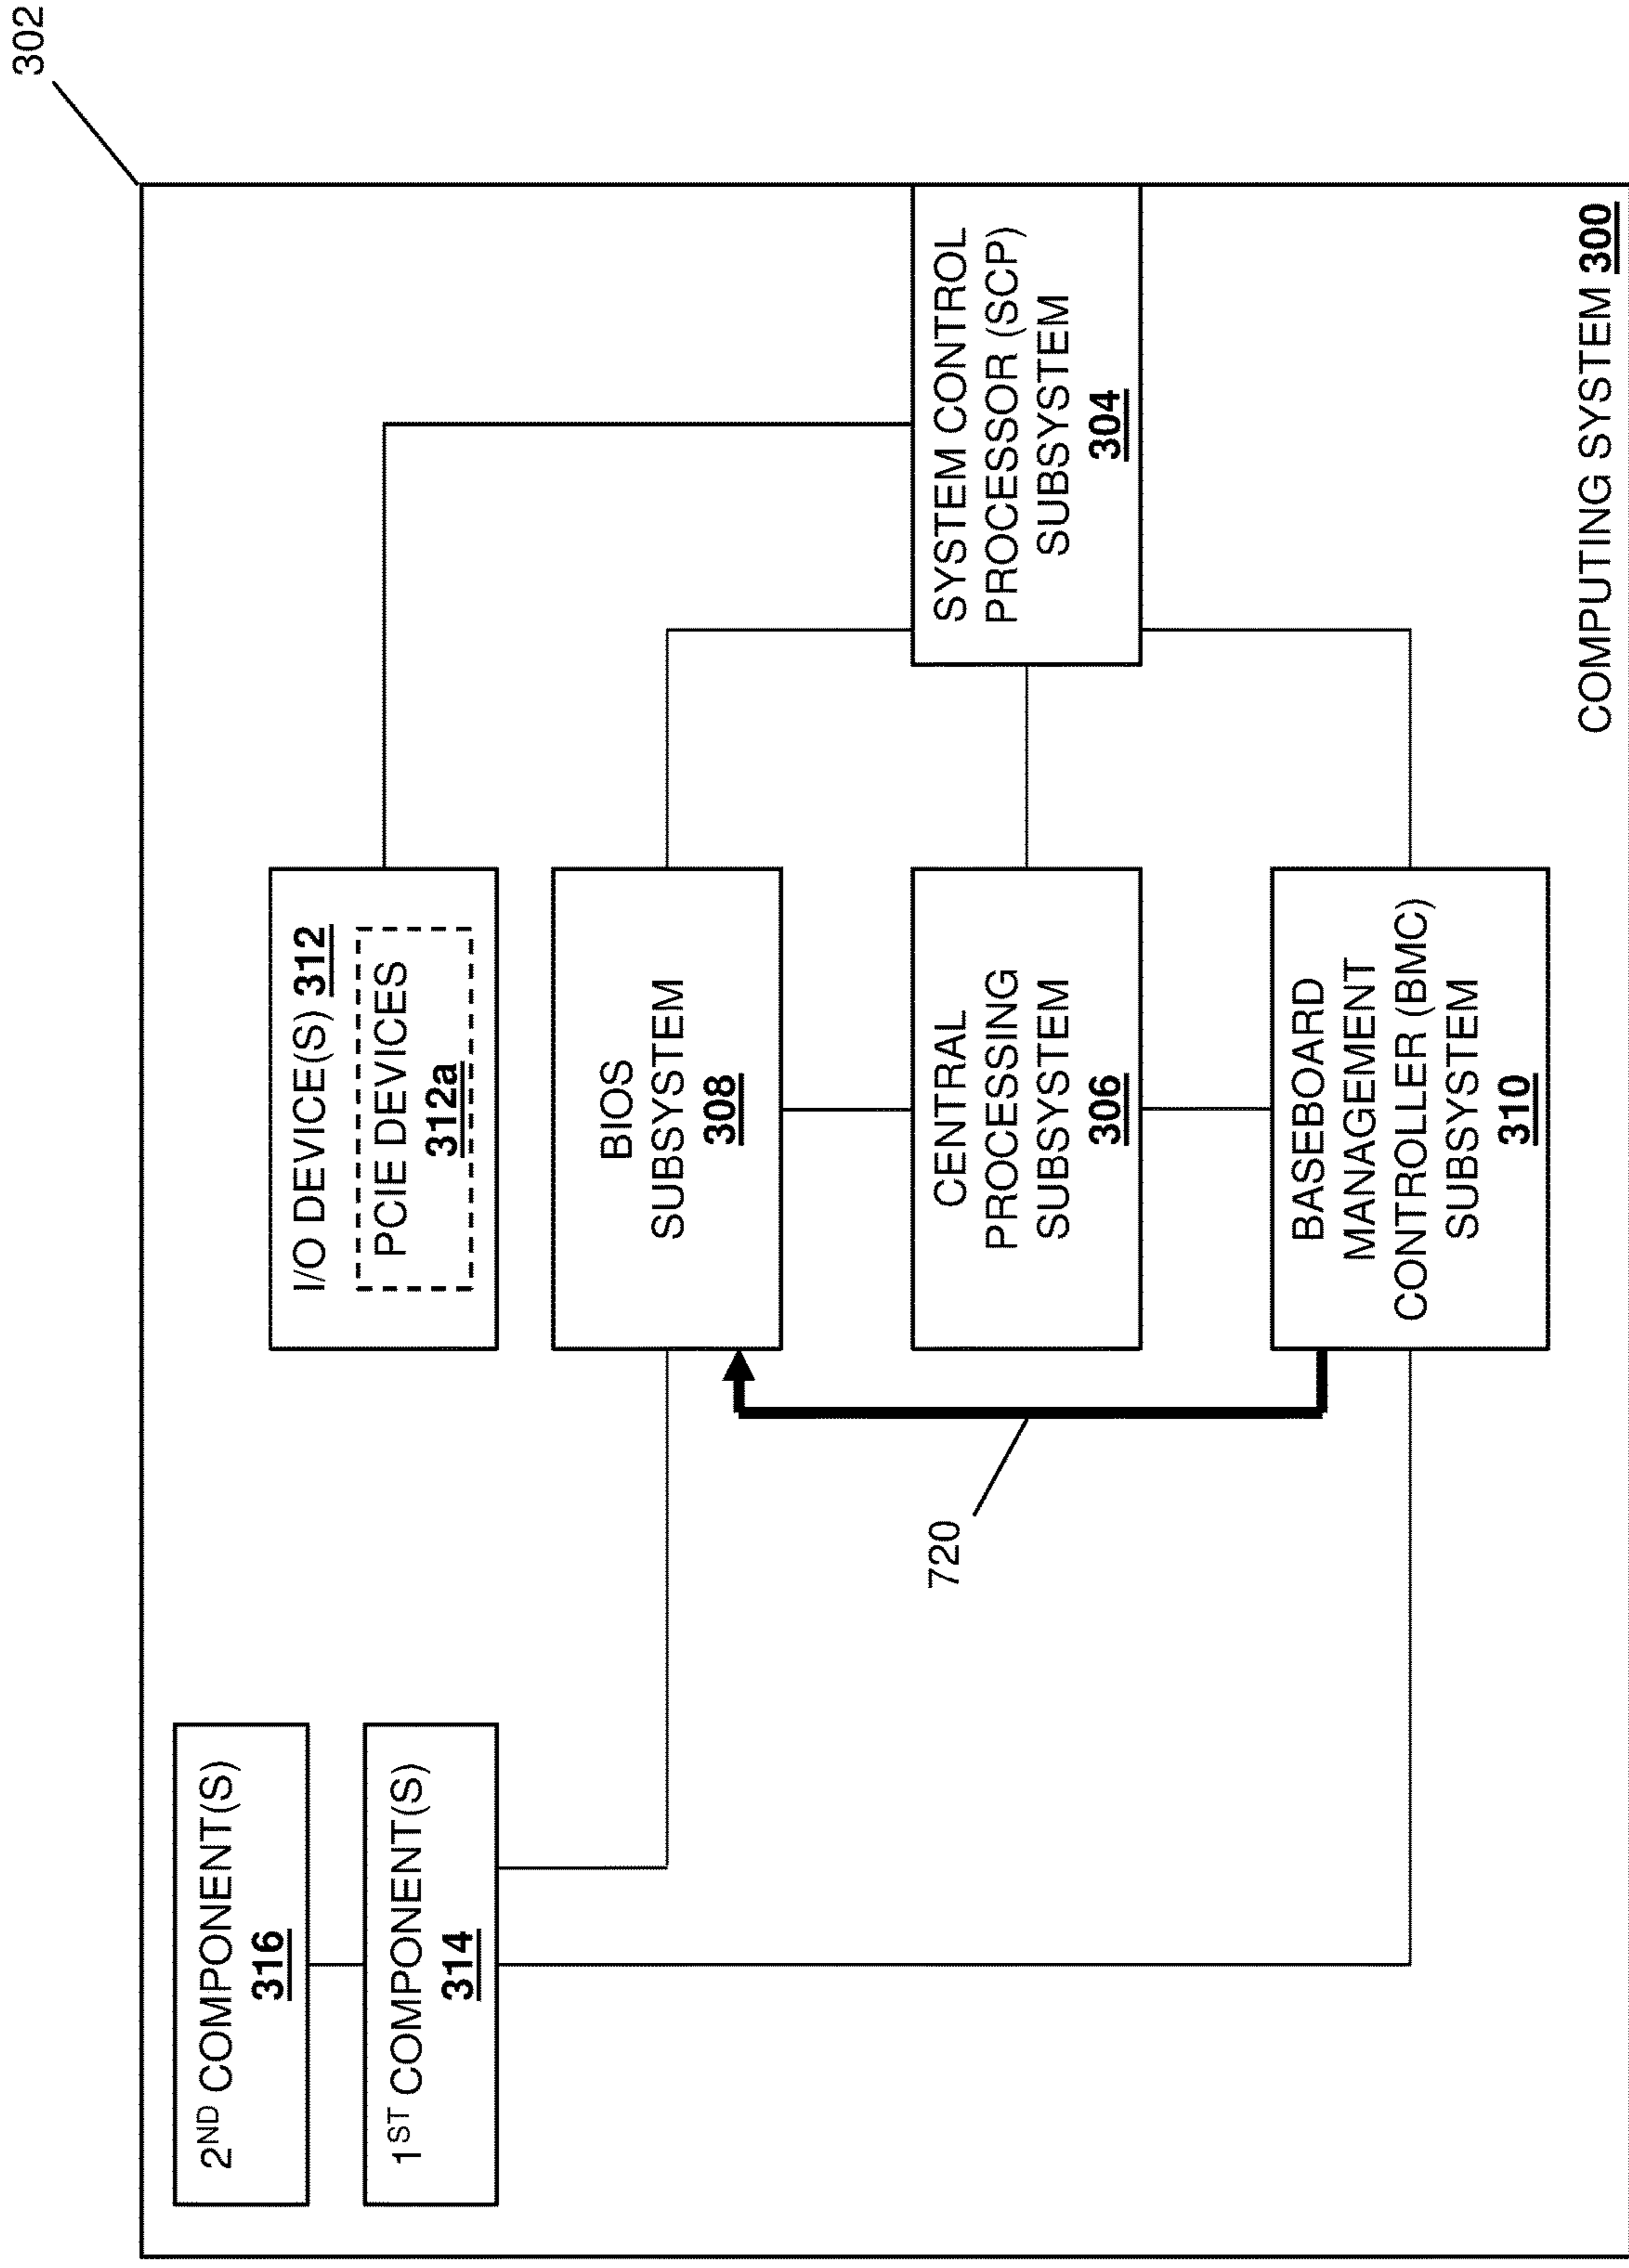 302
2ND COMPONENT(S)
316
1ST COMPONENT(S)
314
I/O DEVICE(S) 312
PCIE DEVICES
312a
BIOS
SUBSYSTEM
308
720
CENTRAL
PROCESSING
SUBSYSTEM
306
SYSTEM CONTROL
PROCESSOR (SCP)
SUBSYSTEM
304
BASEBOARD
MANAGEMENT
CONTROLLER (BMC)
SUBSYSTEM
310
COMPUTING SYSTEM 300